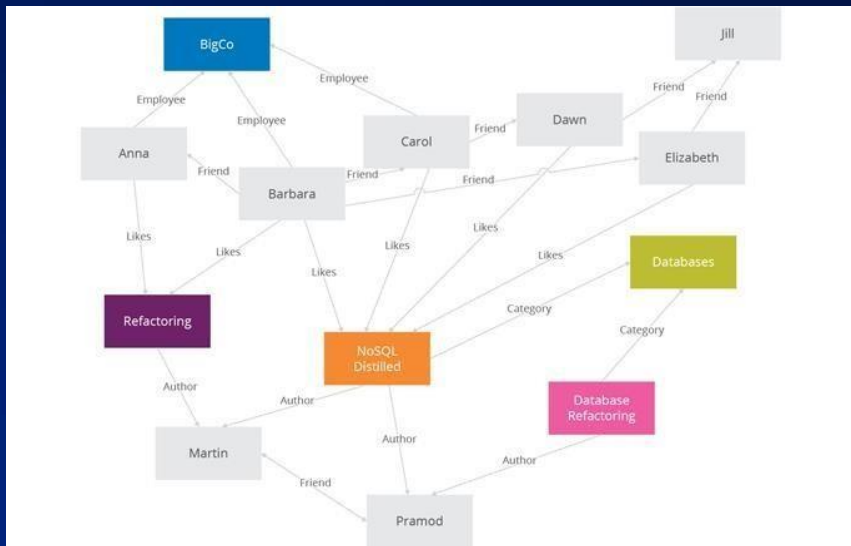 BigCo
Jill
Employee
Friend
Employee
Employee
Friend
Dawn
Carol
Friend
Anna
Elizabeth
Friend
Barbara
Friend
Friend
Likes
Likes
Likes
Likes
Likes
Likes
Databases
Refactoring
Category
Category
NoSQL
Distilled
Author
Author
Database
Refactoring
Author
Author
Martin
Friend
Pramod